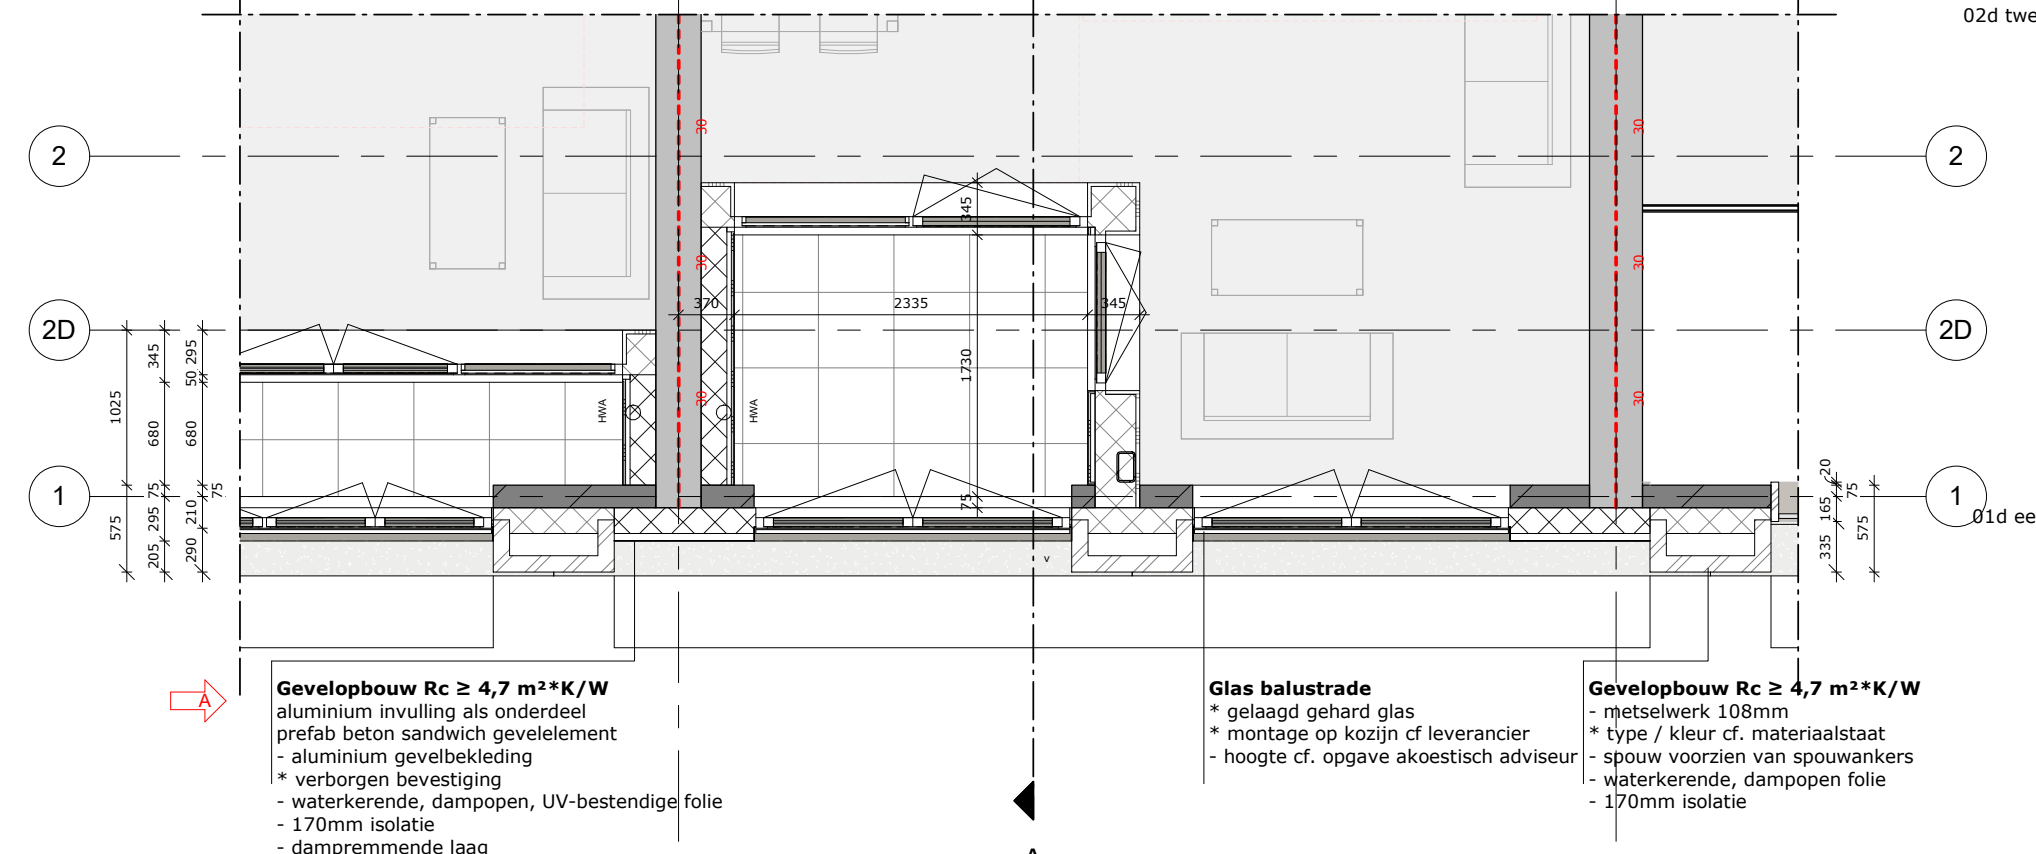 02d twe
2
30
30
2
345
30
30
370
2335
345
2D
2D
345
295
50
1025
680
680
1730
30
30
HWA
HWA
1
75
75
575
295
210
205
290
75
20
75
165
575
335
1
01d ee
v
A
Gevelopbouw Rc ≥ 4,7 m²*K/W
aluminium invulling als onderdeel
prefab beton sandwich gevelelement
- aluminium gevelbekleding
* verborgen bevestiging
- waterkerende, dampopen, UV-bestendige folie
- 170mm isolatie
- dampremmende laag
Glas balustrade
* gelaagd gehard glas
* montage op kozijn cf leverancier
- hoogte cf. opgave akoestisch adviseur
Gevelopbouw Rc ≥ 4,7 m²*K/W
- metselwerk 108mm
* type / kleur cf. materiaalstaat
- spouw voorzien van spouwankers
- waterkerende, dampopen folie
- 170mm isolatie
A